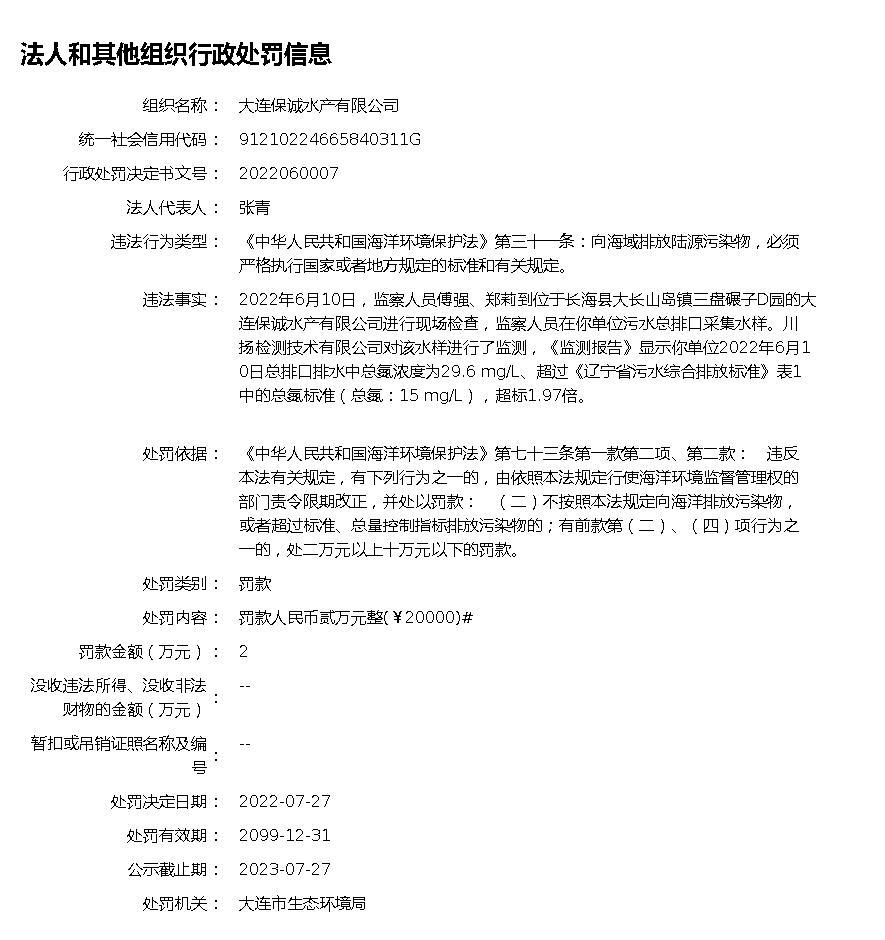 法人和其他组织行政处罚信息
组织名称： 大连保诚水产有限公司
统一社会信用代码： 91210224665840311G
行政处罚决定书文号： 2022060007
法人代表人： 张青
违法行为类型： 《中华人民共和国海洋环境保护法》第三十一条：向海域排放陆源污染物，必须
严格执行国家或者地方规定的标准和有关规定。
违法事实： 2022年6月10日，监察人员傅强、郑莉到位于长海县大长山岛镇三盘碾子D园的大
连保诚水产有限公司进行现场检查，监察人员在你单位污水总排口采集水样。川
扬检测技术有限公司对该水样进行了监测，《监测报告》显示你单位2022年6月1
0日总排口排水中总氮浓度为29.6 mg/L、超过《辽宁省污水综合排放标准》表1
中的总氮标准（总氮：15 mg/L），超标1.97倍。
处罚依据： 《中华人民共和国海洋环境保护法》第七十三条第一款第二项、第二款： 违反
本法有关规定，有下列行为之一的，由依照本法规定行使海洋环境监督管理权的
部门责令限期改正，并处以罚款： （二）不按照本法规定向海洋排放污染物，
或者超过标准、总量控制指标排放污染物的；有前款第（二）、（四）项行为之
一的，处二万元以上十万元以下的罚款。
处罚类别： 罚款
处罚内容： 罚款人民币贰万元整(￥20000)#
罚款金额（万元）： 2
没收违法所得、没收非法
财物的金额（万元）： --
暂扣或吊销证照名称及编
号： --
处罚决定日期： 2022-07-27
处罚有效期： 2099-12-31
公示截止期： 2023-07-27
处罚机关： 大连市生态环境局